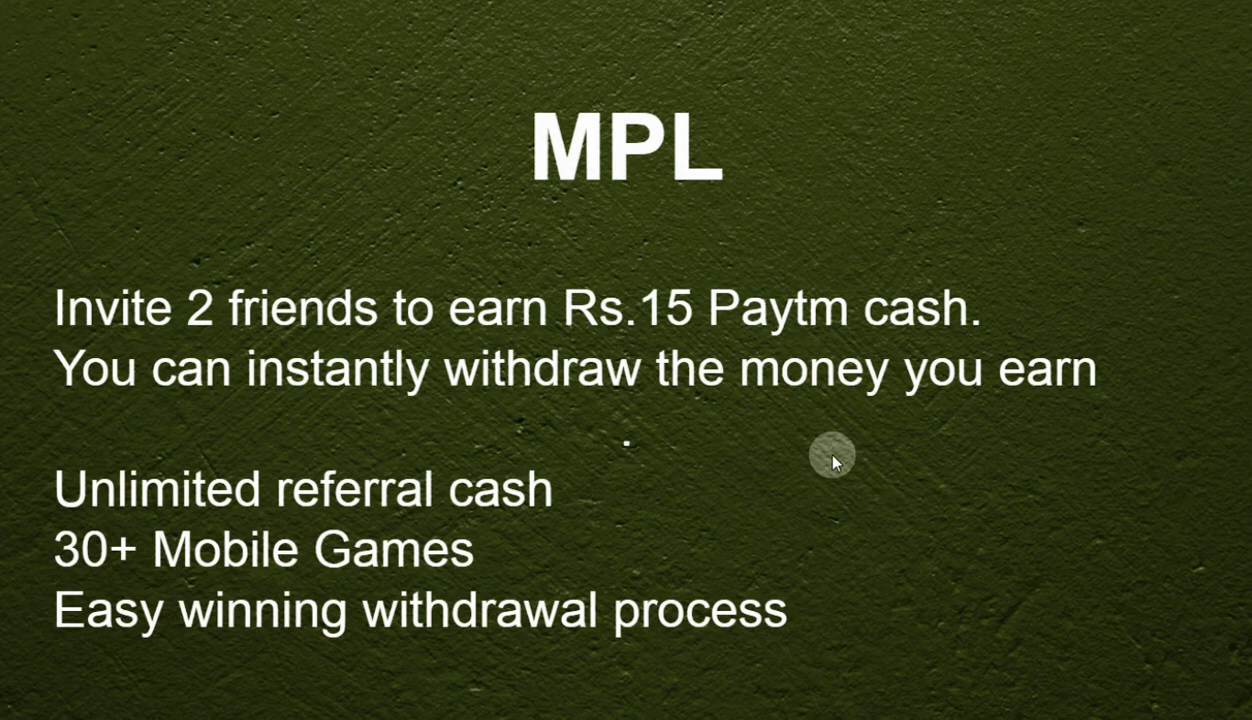 MPL
Invite 2 friends to earn Rs.15 Paytm cash.
You can instantly withdraw the money you earn
.
Unlimited referral cash
30+ Mobile Games
Easy winning withdrawal process